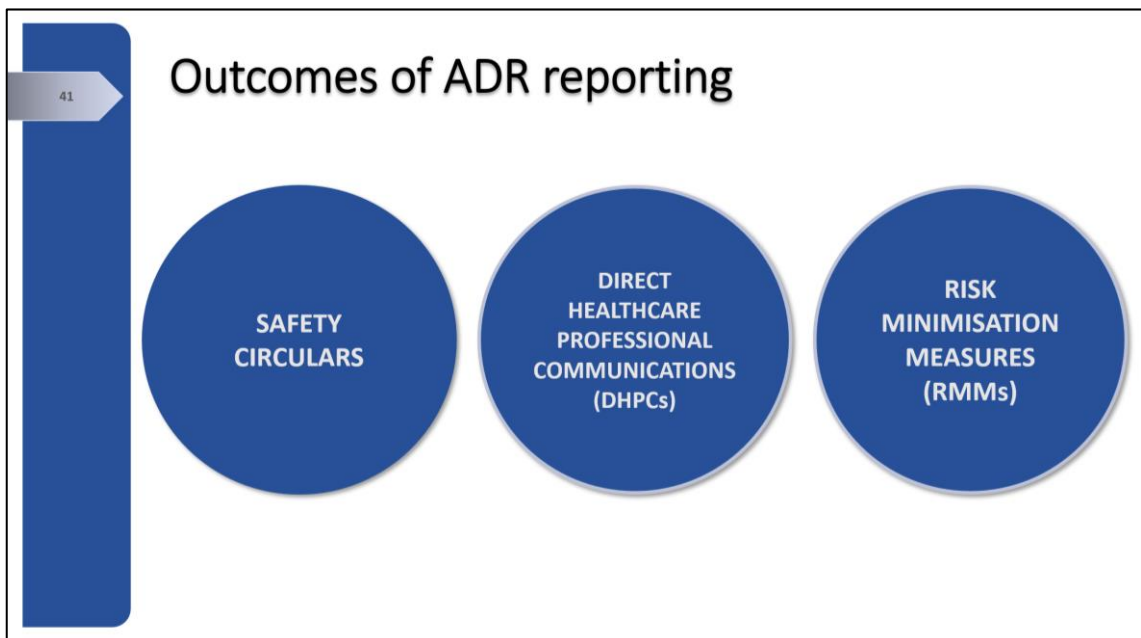 41
Outcomes of ADR reporting
SAFETY
CIRCULARS
DIRECT
HEALTHCARE
PROFESSIONAL
COMMUNICATIONS
(DHPCs)
RISK
MINIMISATION
MEASURES
(RMMs)